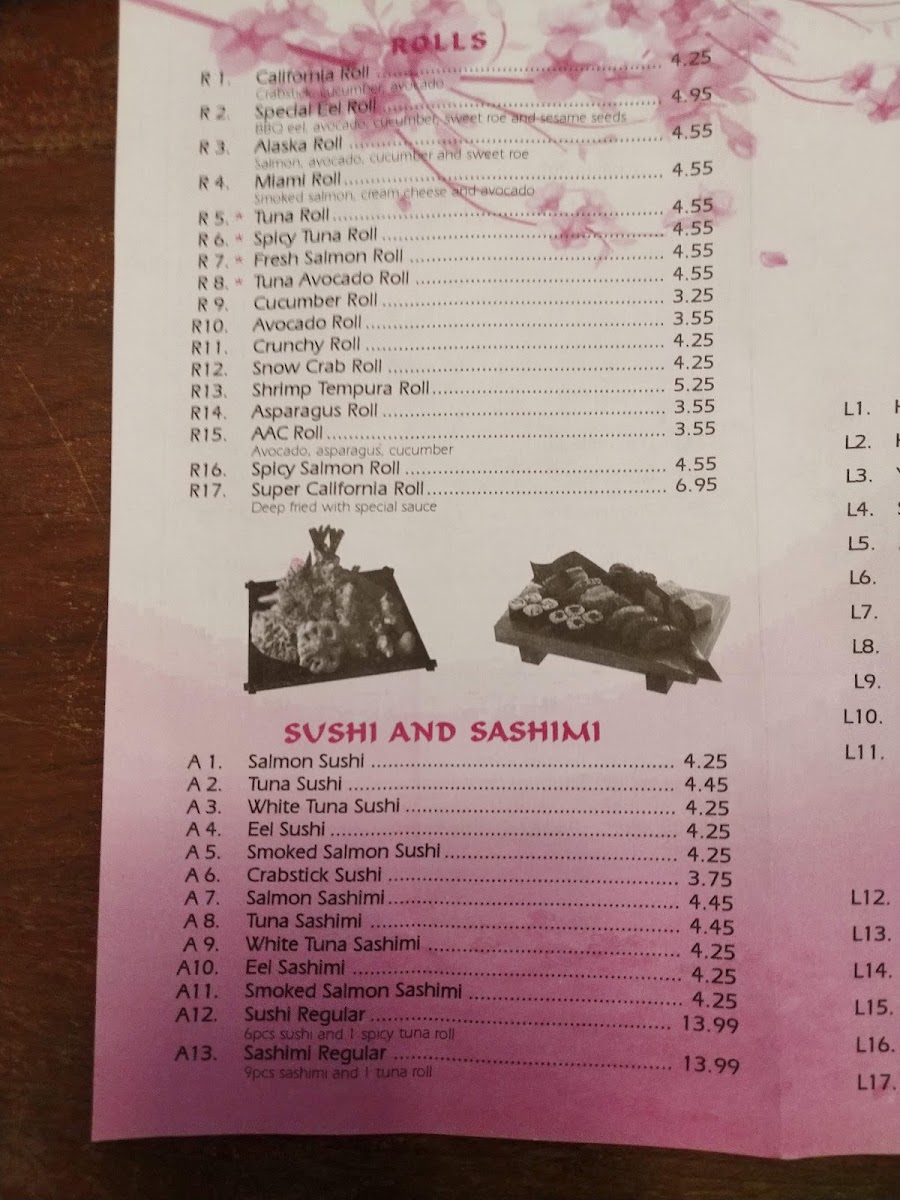 ROLLS
R 1. California Roll 4.25
Crabstick, cucumber, avocado
R 2. Special Eel Roll 4.95
BBQ eel, avocado, cucumber, sweet roe and sesame seeds
R 3. Alaska Roll 4.55
Salmon, avocado, cucumber and sweet roe
R 4. Miami Roll 4.55
Smoked salmon, cream cheese and avocado
R 5. * Tuna Roll 4.55
R 6. * Spicy Tuna Roll 4.55
R 7. * Fresh Salmon Roll 4.55
R 8. * Tuna Avocado Roll 4.55
R 9. Cucumber Roll 3.25
R10. Avocado Roll 3.55
R11. Crunchy Roll 4.25
R12. Snow Crab Roll 4.25
R13. Shrimp Tempura Roll 5.25
R14. Asparagus Roll 3.55
R15. AAC Roll 3.55
Avocado, asparagus, cucumber
R16. Spicy Salmon Roll 4.55
R17. Super California Roll 6.95
Deep fried with special sauce
SUSHI AND SASHIMI
A 1. Salmon Sushi 4.25
A 2. Tuna Sushi 4.45
A 3. White Tuna Sushi 4.25
A 4. Eel Sushi 4.25
A 5. Smoked Salmon Sushi 4.25
A 6. Crabstick Sushi 3.75
A 7. Salmon Sashimi 4.45
A 8. Tuna Sashimi 4.45
A 9. White Tuna Sashimi 4.25
A10. Eel Sashimi 4.25
A11. Smoked Salmon Sashimi 4.25
A12. Sushi Regular 13.99
6pcs sushi and 1 spicy tuna roll
A13. Sashimi Regular 13.99
9pcs sashimi and 1 tuna roll
L1.
L2.
L3.
L4.
L5.
L6.
L7.
L8.
L9.
L10.
L11.
L12.
L13.
L14.
L15.
L16.
L17.